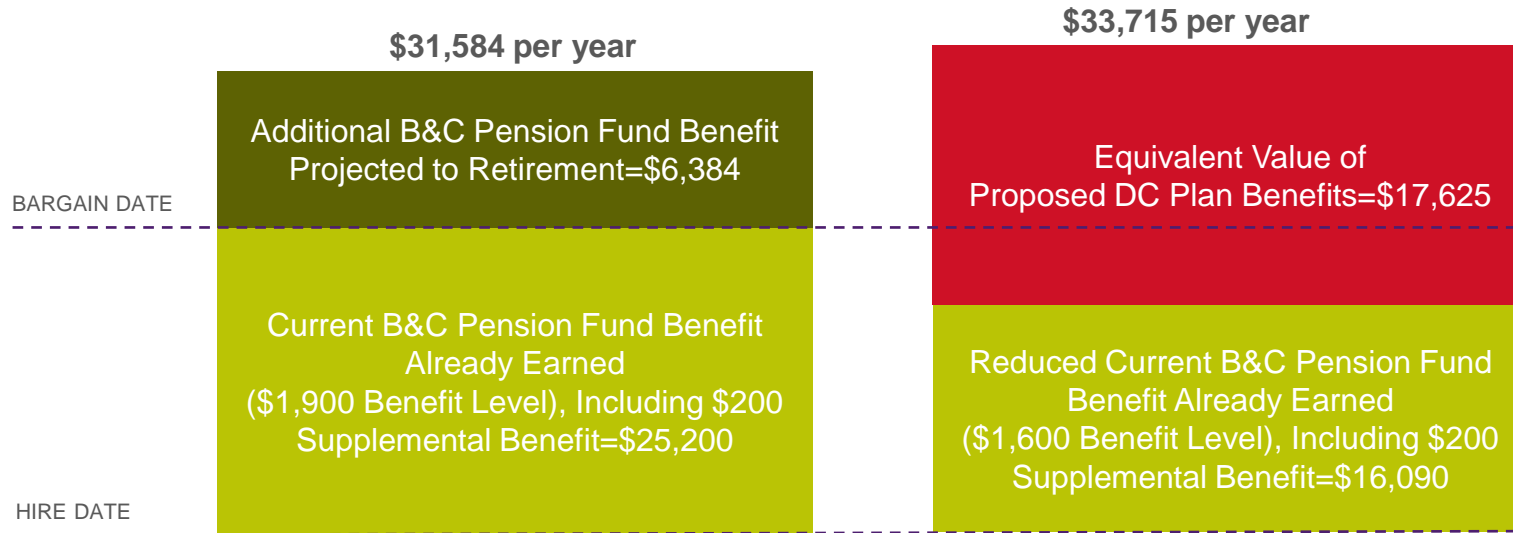 $31,584 per year
$33,715 per year
Additional B&C Pension Fund Benefit
Projected to Retirement=$6,384
Equivalent Value of
Proposed DC Plan Benefits=$17,625
BARGAIN DATE
Current B&C Pension Fund Benefit
Already Earned
($1,900 Benefit Level), Including $200
Supplemental Benefit=$25,200
Reduced Current B&C Pension Fund
Benefit Already Earned
($1,600 Benefit Level), Including $200
Supplemental Benefit=$16,090
HIRE DATE